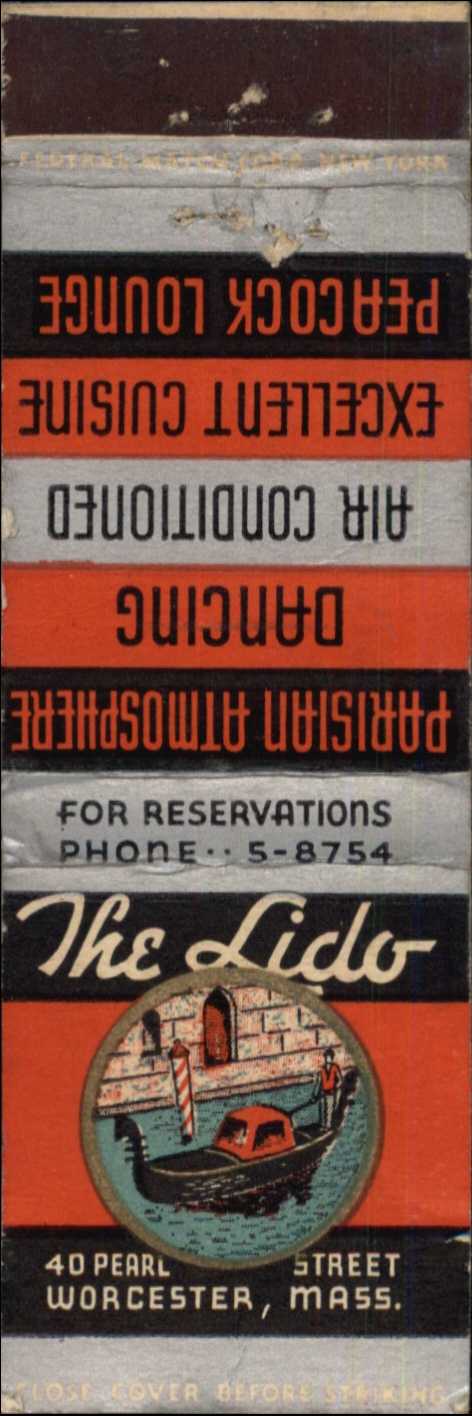 FEDERAL MATCH CORP. NEW YORK
PEACOCK LOUNGE
EXCELLENT CUISINE
AIR CONDITIONED
DANCING
PARISIAN ATMOSPHERE
FOR RESERVATIONS
PHONE·· 5-8754
The Lido
40 PEARL STREET
WORCESTER, MASS.
CLOSE COVER BEFORE STRIKING